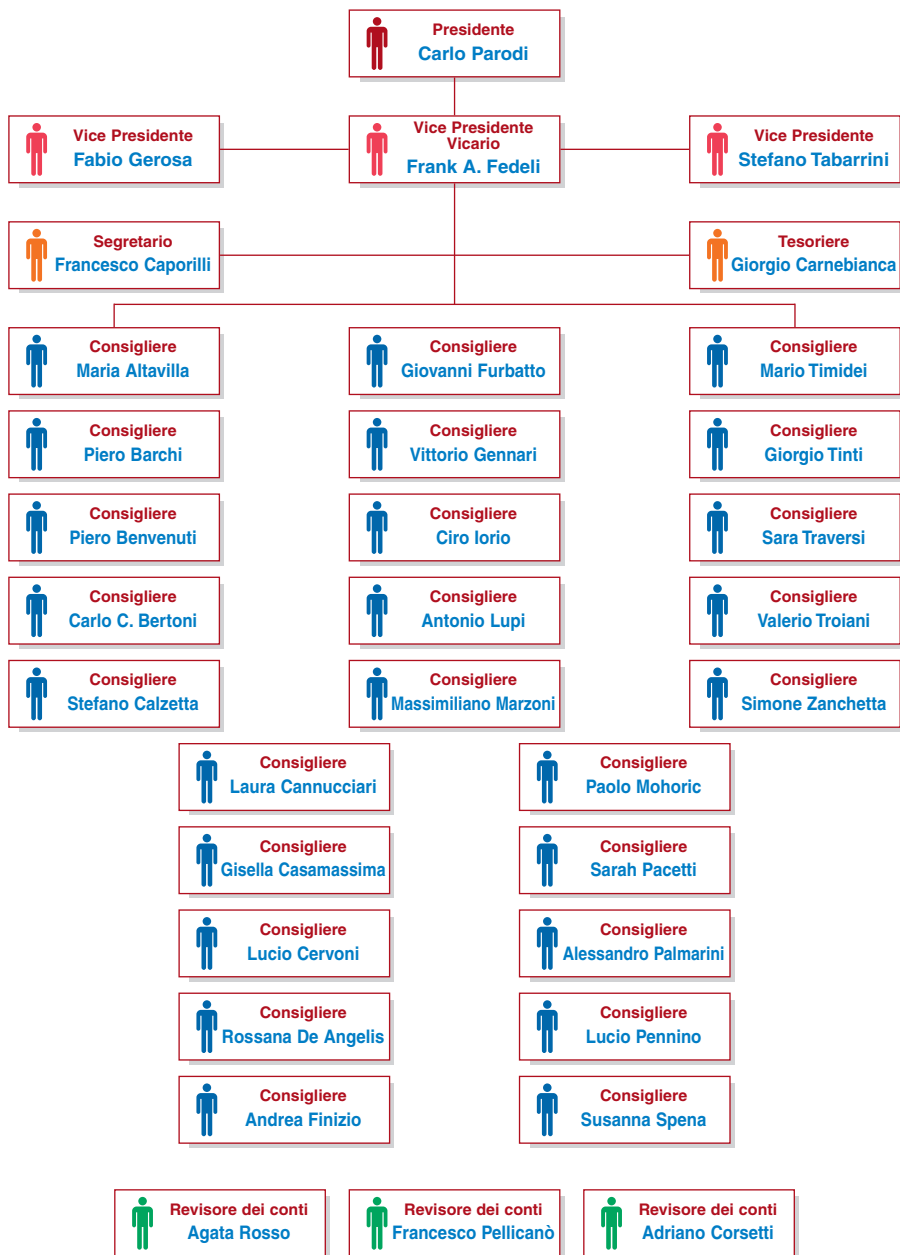 Presidente
Carlo Parodi
Vice Presidente
Fabio Gerosa
Vice Presidente
Vicario
Frank A. Fedeli
Vice Presidente
Stefano Tabarrini
Segretario
Francesco Caporilli
Tesoriere
Giorgio Carnebianca
Consigliere
Maria Altavilla
Consigliere
Giovanni Furbatto
Consigliere
Mario Timidei
Consigliere
Piero Barchi
Consigliere
Vittorio Gennari
Consigliere
Giorgio Tinti
Consigliere
Piero Benvenuti
Consigliere
Ciro Iorio
Consigliere
Sara Traversi
Consigliere
Carlo C. Bertoni
Consigliere
Antonio Lupi
Consigliere
Valerio Troiani
Consigliere
Stefano Calzetta
Consigliere
Massimiliano Marzoni
Consigliere
Simone Zanchetta
Consigliere
Laura Cannucciari
Consigliere
Paolo Mohoric
Consigliere
Gisella Casamassima
Consigliere
Sarah Pacetti
Consigliere
Lucio Cervoni
Consigliere
Alessandro Palmarini
Consigliere
Rossana De Angelis
Consigliere
Lucio Pennino
Consigliere
Andrea Finizio
Consigliere
Susanna Spena
Revisore dei conti
Agata Rosso
Revisore dei conti
Francesco Pellicanò
Revisore dei conti
Adriano Corsetti